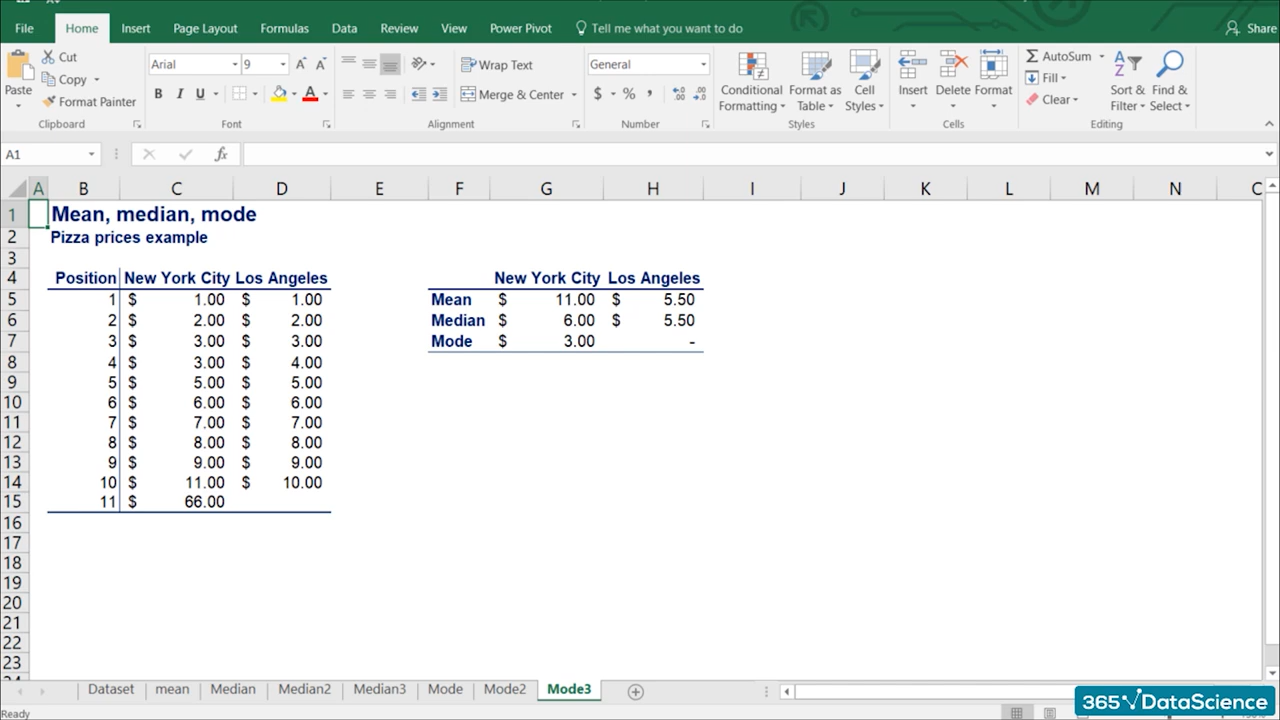 File Home Insert Page Layout Formulas Data Review View Power Pivot Tell me what you want to do Share
Cut
Copy
Format Painter
Paste
Clipboard
Arial 9
B I U
Font
Wrap Text
Merge & Center
Alignment
General
$ % ,
Number
Conditional Formatting
Format as Table
Cell Styles
Styles
Insert Delete Format
Cells
AutoSum
Fill
Clear
Sort & Filter
Find & Select
Editing
A1 fx
A B C D E F G H I J K L M N
1 Mean, median, mode
2 Pizza prices example
3
4 Position New York City Los Angeles New York City Los Angeles
5 1 $ 1.00 $ 1.00 Mean $ 11.00 $ 5.50
6 2 $ 2.00 $ 2.00 Median $ 6.00 $ 5.50
7 3 $ 3.00 $ 3.00 Mode $ 3.00 -
8 4 $ 3.00 $ 4.00
9 5 $ 5.00 $ 5.00
10 6 $ 6.00 $ 6.00
11 7 $ 7.00 $ 7.00
12 8 $ 8.00 $ 8.00
13 9 $ 9.00 $ 9.00
14 10 $ 11.00 $ 10.00
15 11 $ 66.00
16
17
18
19
20
21
22
23
Dataset mean Median Median2 Median3 Mode Mode2 Mode3
365 DataScience
Ready